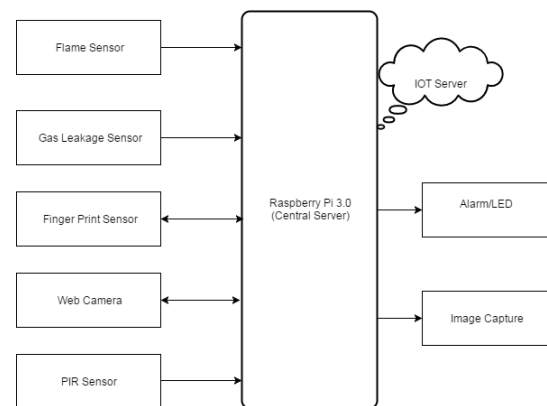 Flame Sensor
Gas Leakage Sensor
Finger Print Sensor
Web Camera
PIR Sensor
Raspberry Pi 3.0
(Central Server)
IOT Server
Alarm/LED
Image Capture